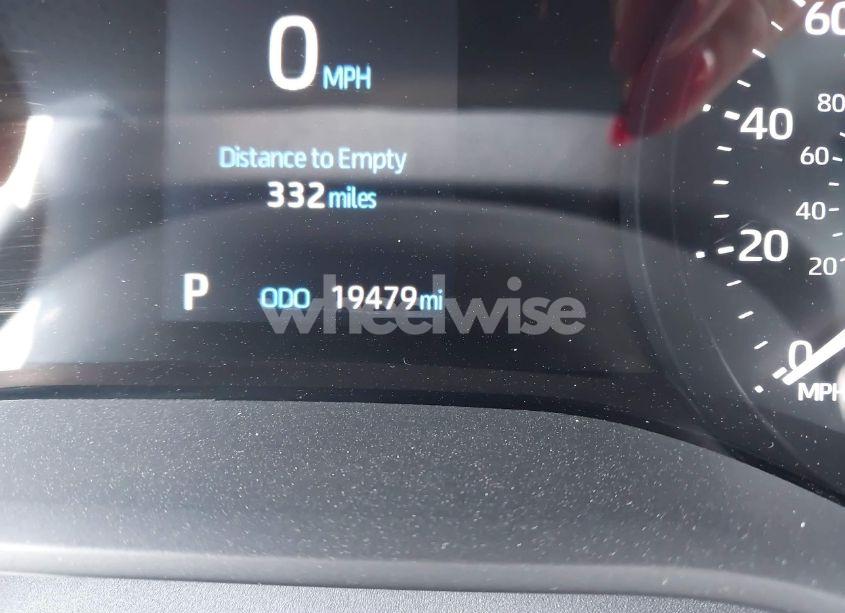 0 MPH
Distance to Empty
332 miles
P ODO 19479 mi
wheelwise
60
40
20
0
MPH
80
60
40
20